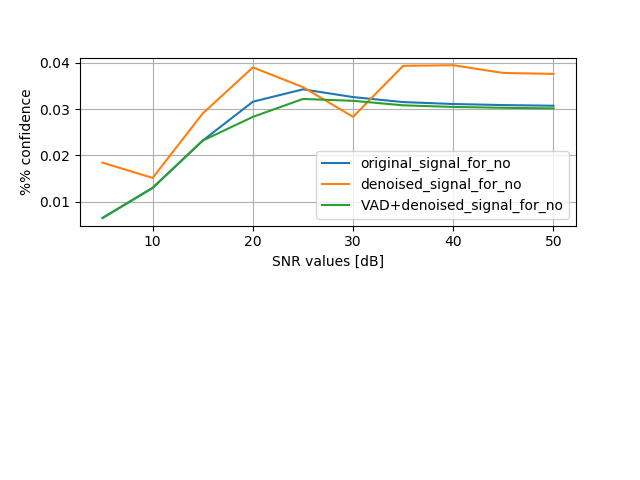 0.04
0.03
0.02
0.01
%% confidence
original_signal_for_no
denoised_signal_for_no
VAD+denoised_signal_for_no
10 20 30 40 50
SNR values [dB]